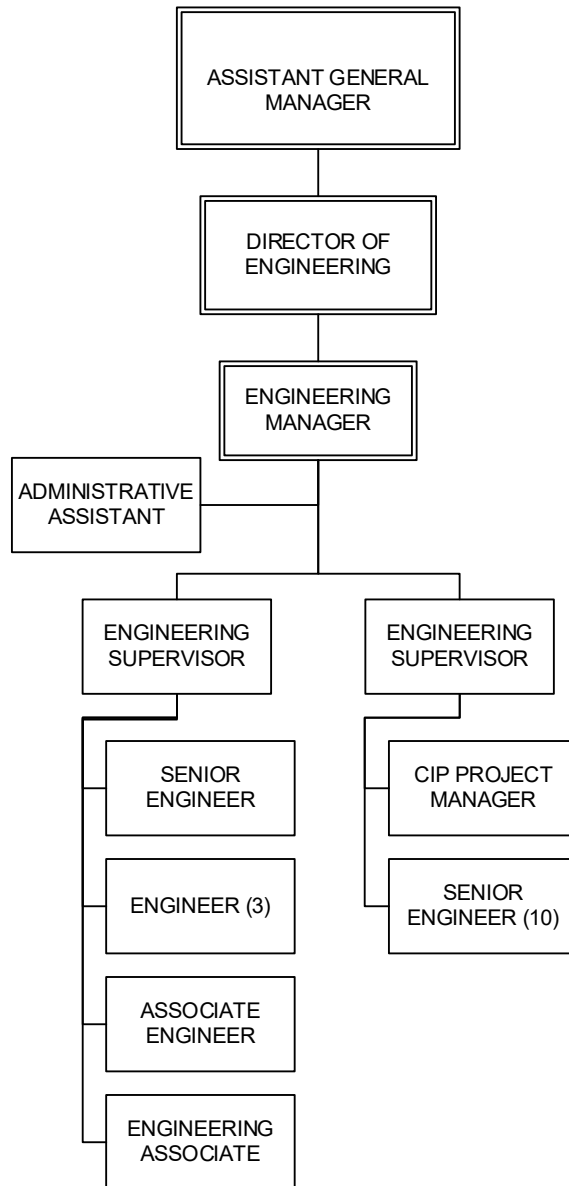 ASSISTANT GENERAL
MANAGER
DIRECTOR OF
ENGINEERING
ENGINEERING
MANAGER
ADMINISTRATIVE
ASSISTANT
ENGINEERING
SUPERVISOR
SENIOR
ENGINEER
ENGINEER (3)
ASSOCIATE
ENGINEER
ENGINEERING
ASSOCIATE
ENGINEERING
SUPERVISOR
CIP PROJECT
MANAGER
SENIOR
ENGINEER (10)